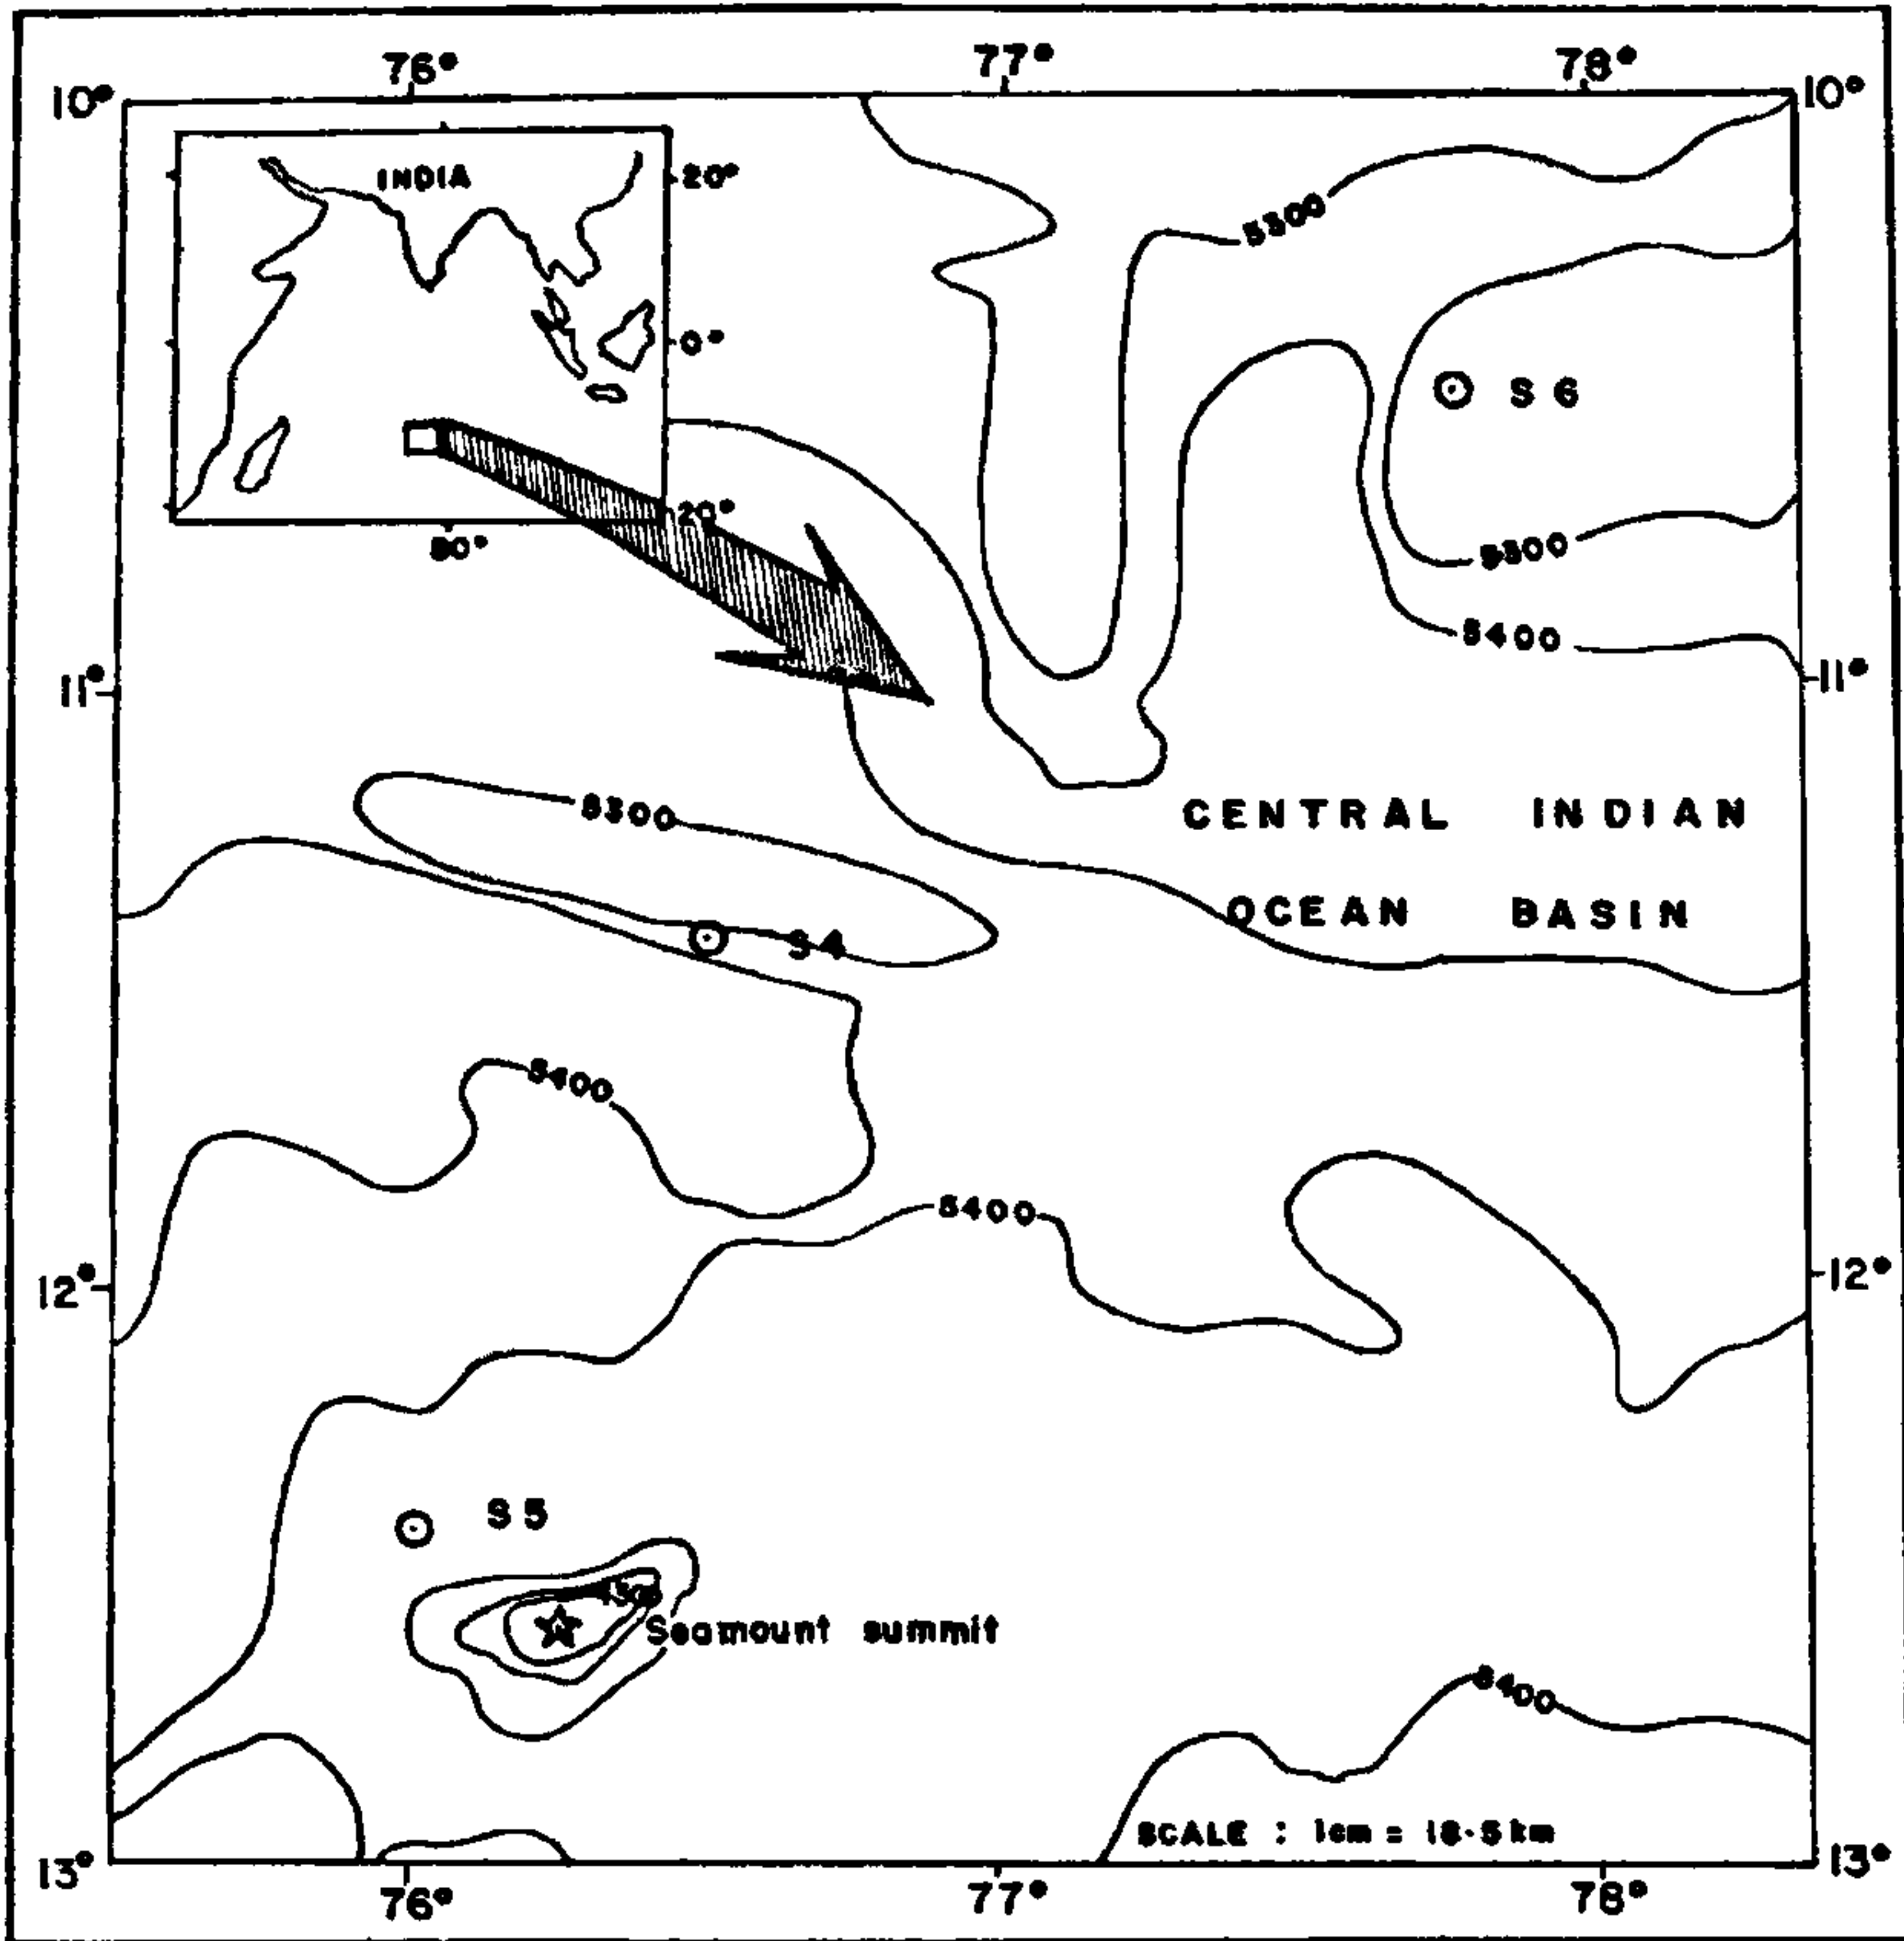 76° 77° 78°
10° 10°
INDIA 20°
5300
0°
S 6
20°
80°
5300
5400
11° 11°
5300
CENTRAL INDIAN
OCEAN BASIN
S 4
5400
5400
12° 12°
S 5
Seamount summit
5400
SCALE : 1cm = 18.5km
13° 13°
76° 77° 78°